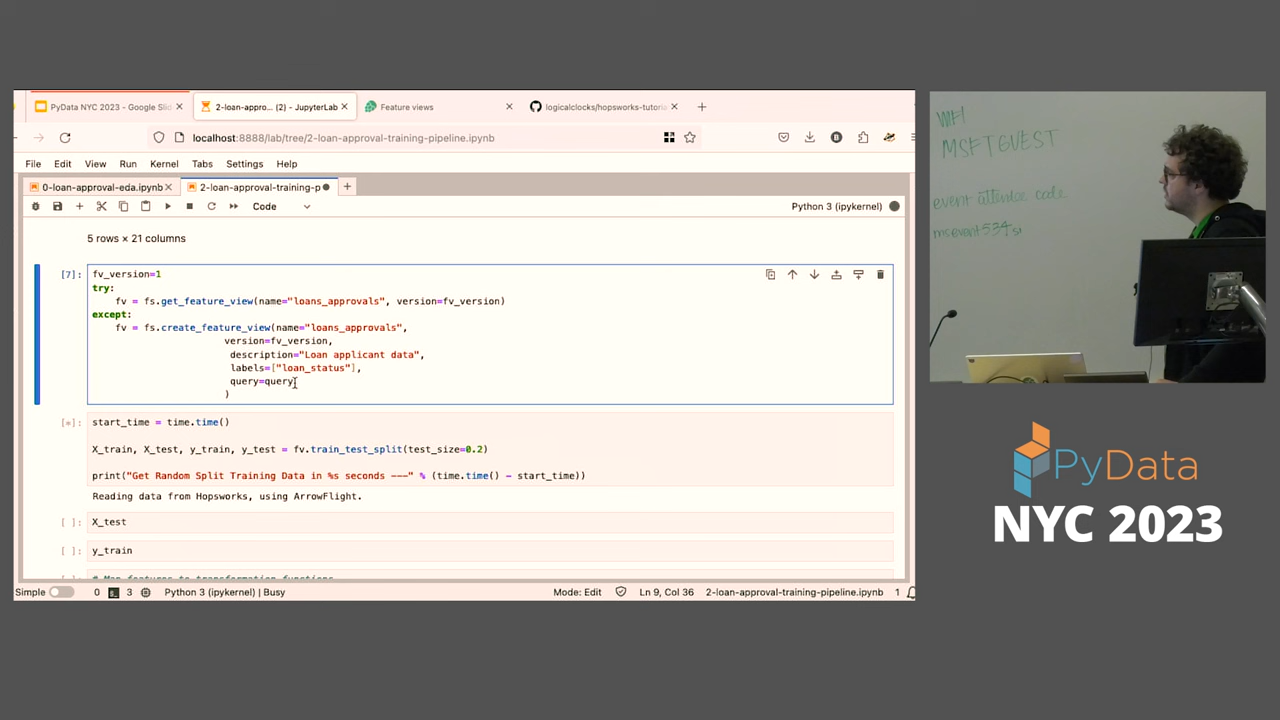 PyData NYC 2023 - Google Slid
2-loan-appro... (2) - JupyterLab
Feature views
logicalclocks/hopsworks-tutoria
localhost:8888/lab/tree/2-loan-approval-training-pipeline.ipynb
File Edit View Run Kernel Tabs Settings Help
0-loan-approval-eda.ipynb
2-loan-approval-training-p
Code
Python 3 (ipykernel)
5 rows × 21 columns
[7]:
fv_version=1
try:
fv = fs.get_feature_view(name="loans_approvals", version=fv_version)
except:
fv = fs.create_feature_view(name="loans_approvals",
version=fv_version,
description="Loan applicant data",
labels=["loan_status"],
query=query
)
[*]:
start_time = time.time()
X_train, X_test, y_train, y_test = fv.train_test_split(test_size=0.2)
print("Get Random Split Training Data in %s seconds ---" % (time.time() - start_time))
Reading data from Hopsworks, using ArrowFlight.
[ ]: X_test
[ ]: y_train
[ ]: # Map features to transformation functions
Simple 0 3 Python 3 (ipykernel) | Busy Mode: Edit Ln 9, Col 36 2-loan-approval-training-pipeline.ipynb 1
MSFTGUEST
event attendee code
msevent534si
PyData
NYC 2023